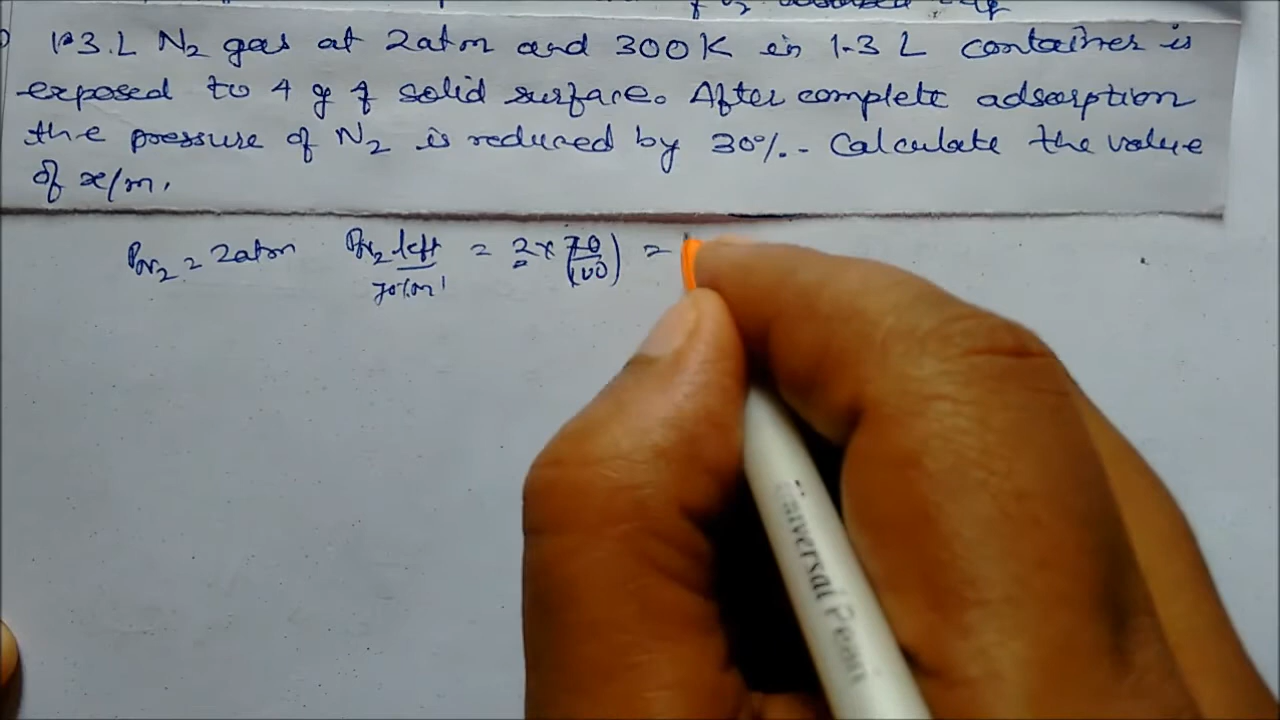 1.3.L N2 gas at 2atm and 300K in 1.3 L container is
exposed to 4 g of solid surface. After complete adsorption
the pressure of N2 is reduced by 30%. Calculate the value
of x/m.
PN2 = 2atm PN2 left = 2 × (70/100) =
70%